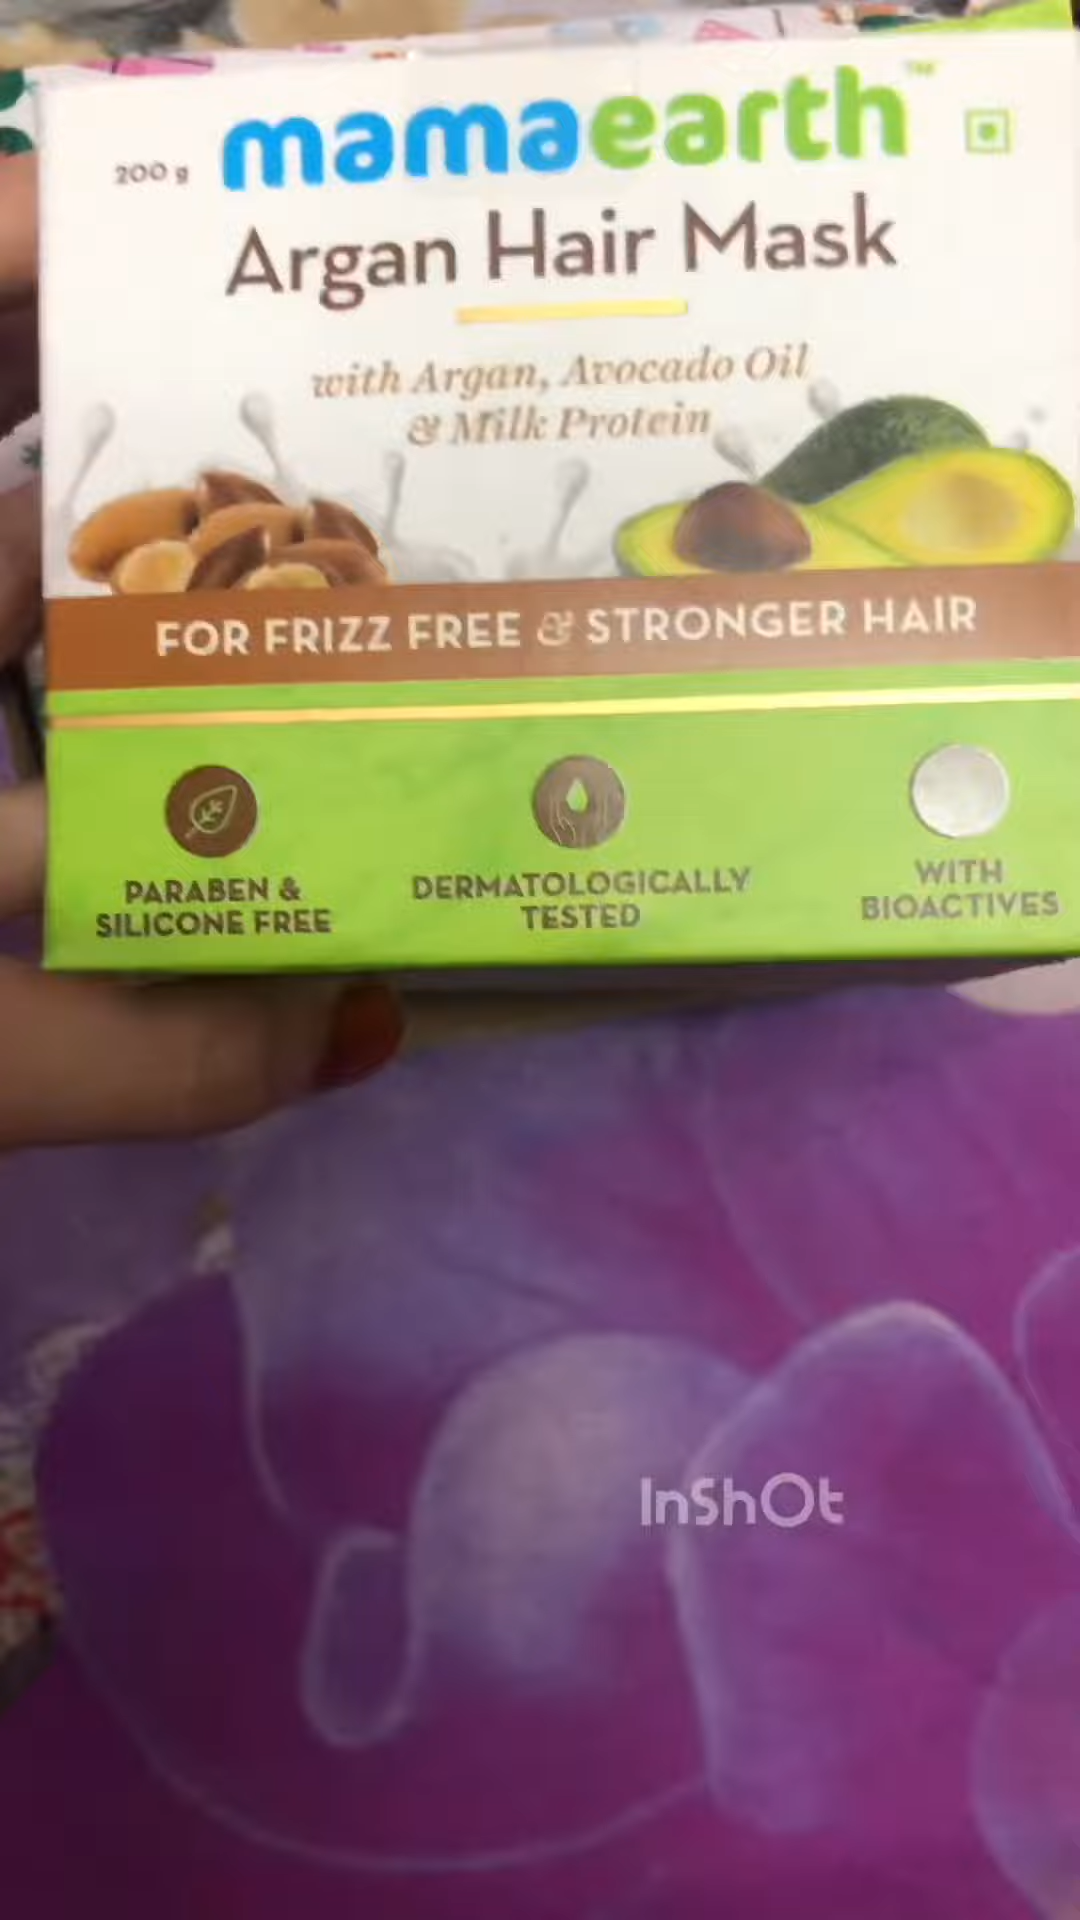 mamaearth™
200 g
Argan Hair Mask
with Argan, Avocado Oil
& Milk Protein
FOR FRIZZ FREE & STRONGER HAIR
PARABEN &
SILICONE FREE
DERMATOLOGICALLY
TESTED
WITH
BIOACTIVES
InShOt